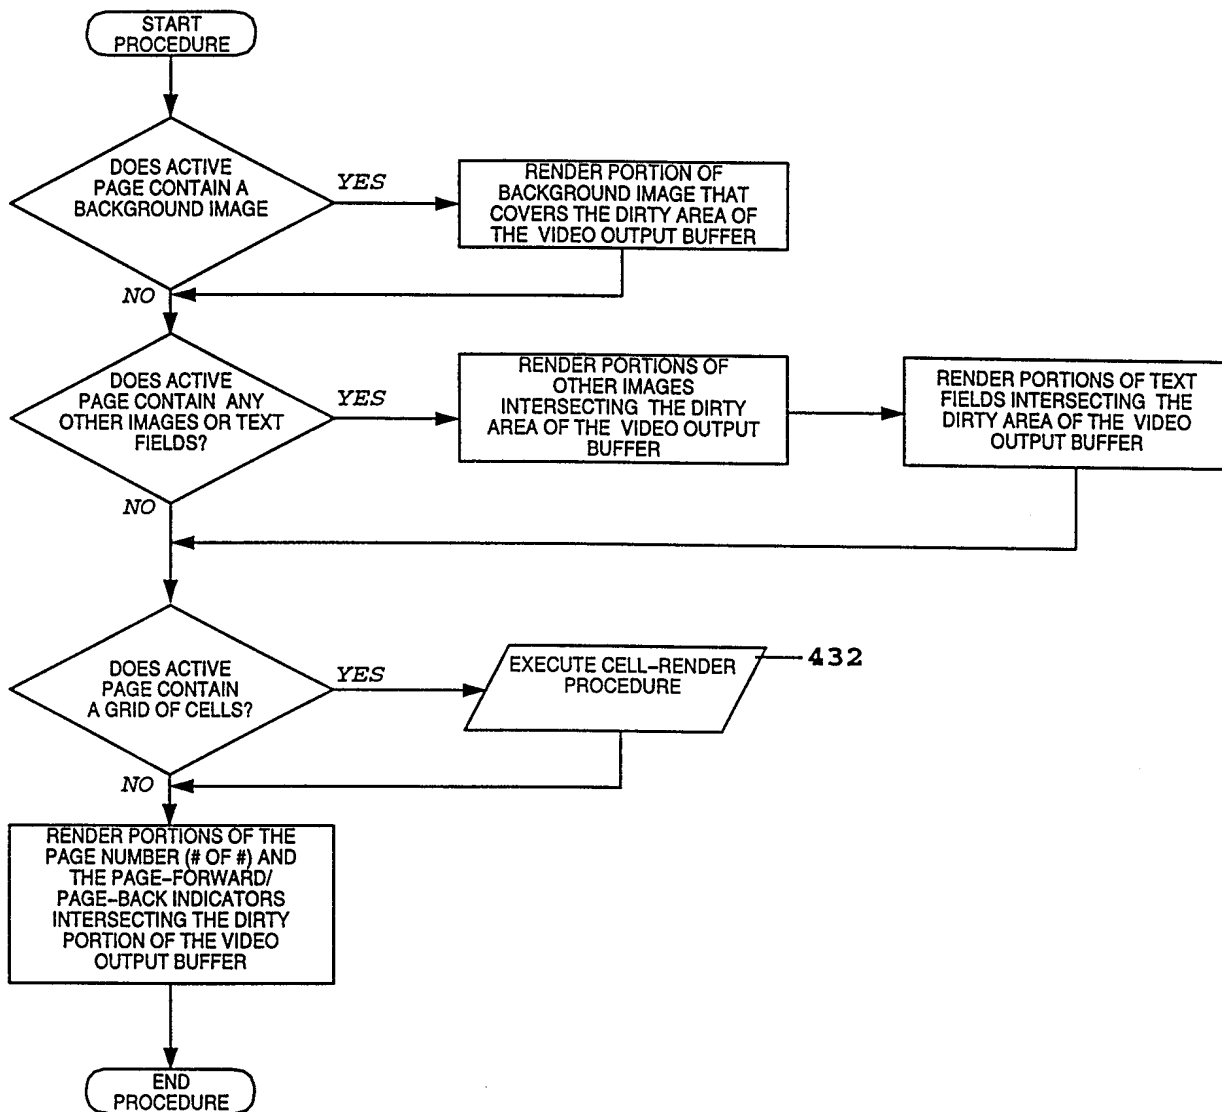 START
PROCEDURE
DOES ACTIVE
PAGE CONTAIN A
BACKGROUND IMAGE
YES
RENDER PORTION OF
BACKGROUND IMAGE THAT
COVERS THE DIRTY AREA OF
THE VIDEO OUTPUT BUFFER
NO
DOES ACTIVE
PAGE CONTAIN ANY
OTHER IMAGES OR TEXT
FIELDS?
YES
RENDER PORTIONS OF
OTHER IMAGES
INTERSECTING THE DIRTY
AREA OF THE VIDEO OUTPUT
BUFFER
RENDER PORTIONS OF TEXT
FIELDS INTERSECTING THE
DIRTY AREA OF THE VIDEO
OUTPUT BUFFER
NO
DOES ACTIVE
PAGE CONTAIN
A GRID OF CELLS?
YES
EXECUTE CELL-RENDER
PROCEDURE
432
NO
RENDER PORTIONS OF THE
PAGE NUMBER (# OF #) AND
THE PAGE-FORWARD/
PAGE-BACK INDICATORS
INTERSECTING THE DIRTY
PORTION OF THE VIDEO
OUTPUT BUFFER
END
PROCEDURE